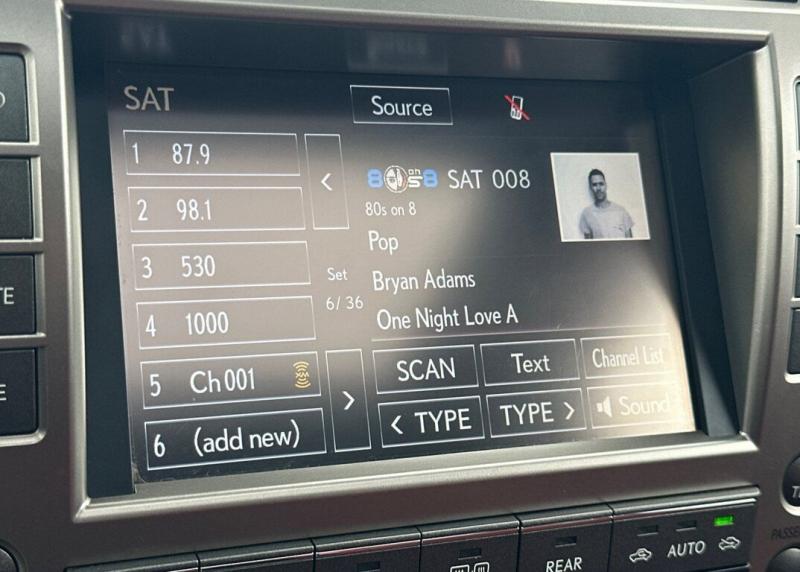 SAT
Source
1 87.9
2 98.1
3 530
4 1000
5 Ch 001
XM
6 (add new)
<
Set
6/36
>
8 on 8
SAT 008
80s on 8
Pop
Bryan Adams
One Night Love A
SCAN
Text
Channel List
< TYPE
TYPE >
Sound
REAR
AUTO